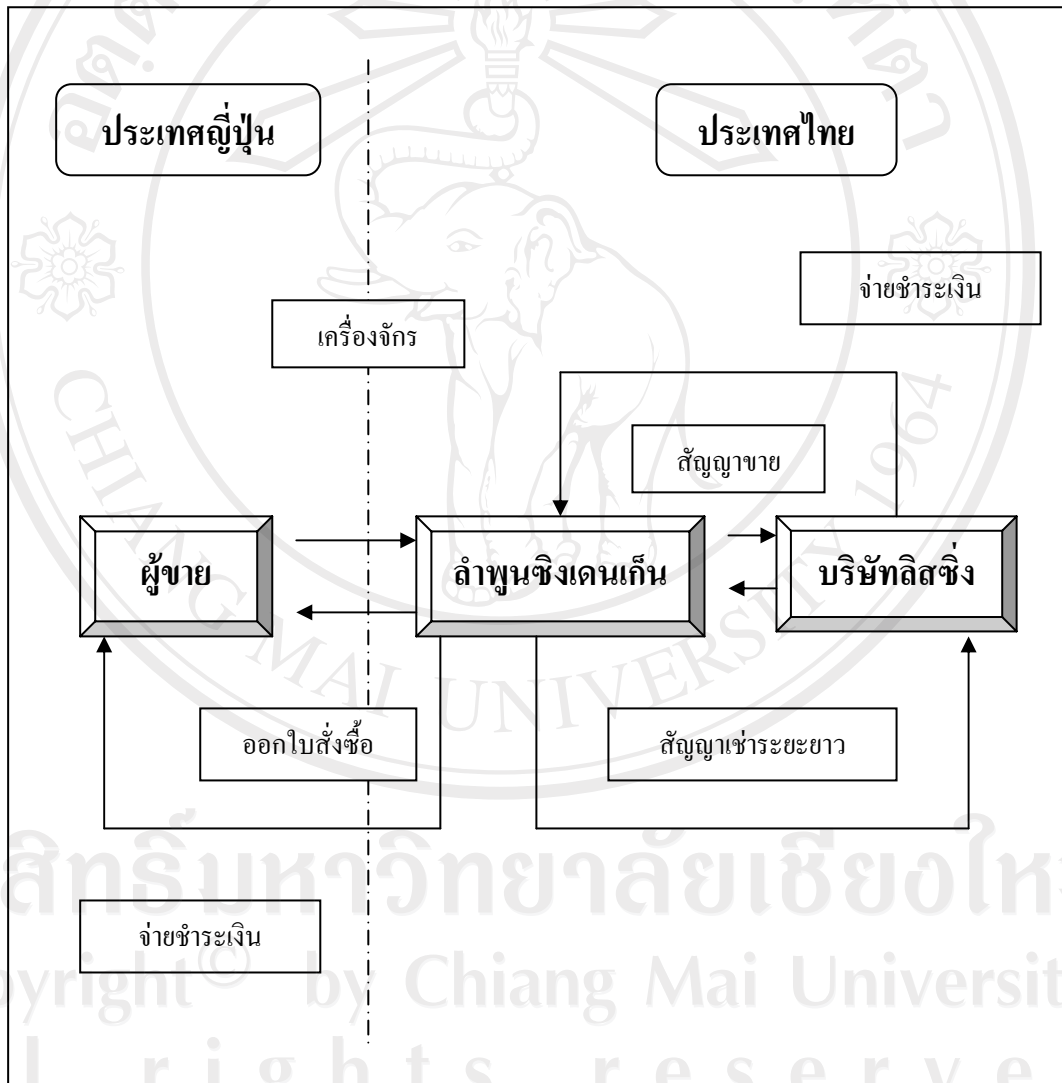 ประเทศญี่ปุ่น
ประเทศไทย
จ่ายชำระเงิน
เครื่องจักร
สัญญาขาย
ผู้ขาย
ลำพูนซิงเดนเก็น
บริษัทลิสซิ่ง
ออกใบสั่งซื้อ
สัญญาเช่าระยะยาว
จ่ายชำระเงิน
CHIANG MAI UNIVERSITY 1964
สิทธิ์มหาวิทยาลัยเชียงให
pyright© by Chiang Mai Universit
l rights reserve